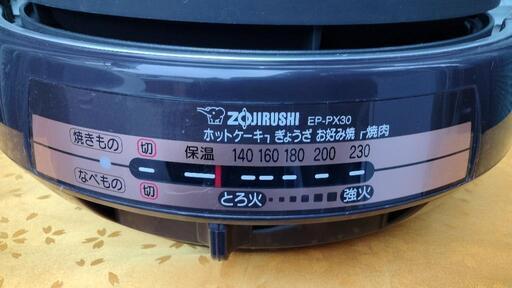 ZOJIRUSHI EP-PX30
ホットケーキ┐ぎょうざ お好み焼 ┌焼肉
焼きもの 切 保温 140 160 180 200 230
なべもの 切 とろ火 強火